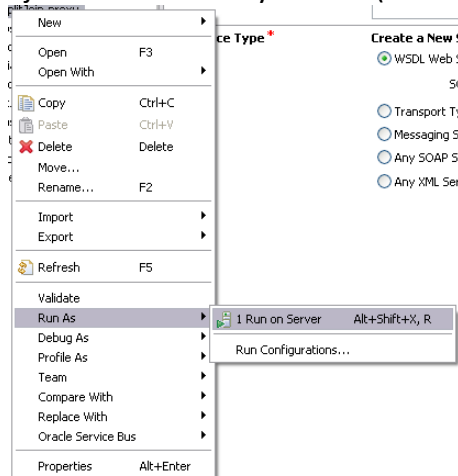 plitJoin.proxy
New
Open F3
Open With
Copy Ctrl+C
Paste Ctrl+V
Delete Delete
Move...
Rename... F2
Import
Export
Refresh F5
Validate
Run As
Debug As
Profile As
Team
Compare With
Replace With
Oracle Service Bus
Properties Alt+Enter
1 Run on Server Alt+Shift+X, R
Run Configurations...
ce Type *
Create a New S
WSDL Web S
SO
Transport Ty
Messaging S
Any SOAP S
Any XML Ser